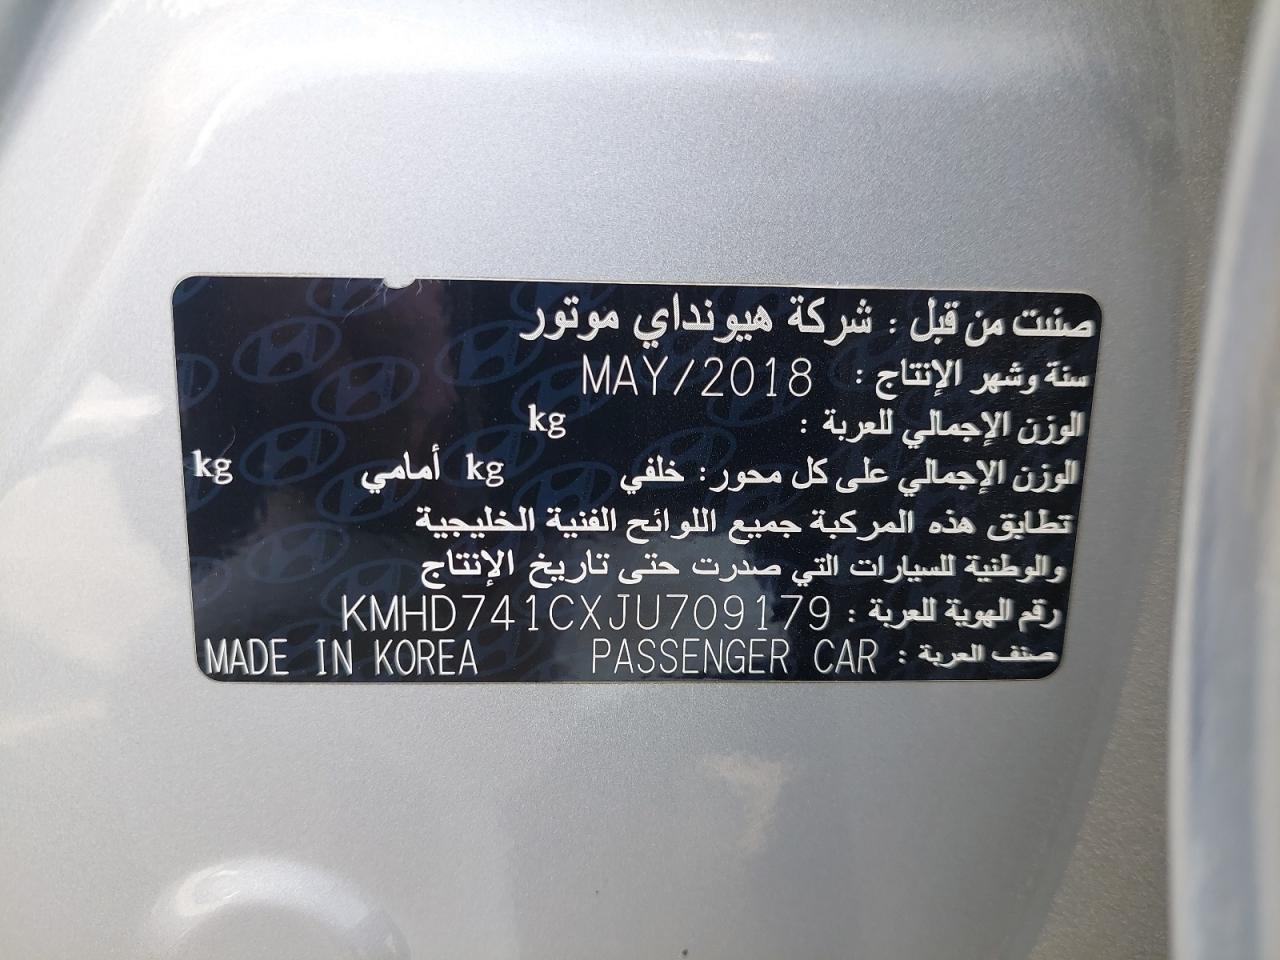 صنعت من قبل : شركة هيونداي موتور
سنة وشهر الإنتاج : MAY/2018
الوزن الإجمالي للعربة : kg
الوزن الإجمالي على كل محور: خلفي kg أمامي kg
تطابق هذه المركبة جميع اللوائح الفنية الخليجية
والوطنية للسيارات التي صدرت حتى تاريخ الإنتاج
رقم الهوية للعربة : KMHD741CXJU709179
صنف العربة : PASSENGER CAR MADE IN KOREA